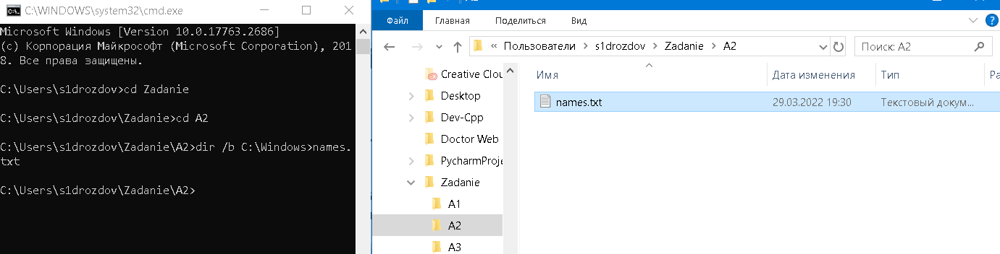 C:\WINDOWS\system32\cmd.exe
Microsoft Windows [Version 10.0.17763.2686]
(c) Корпорация Майкрософт (Microsoft Corporation), 201
8. Все права защищены.
C:\Users\s1drozdov>cd Zadanie
C:\Users\s1drozdov\Zadanie>cd A2
C:\Users\s1drozdov\Zadanie\A2>dir /b C:\Windows>names.
txt
C:\Users\s1drozdov\Zadanie\A2>
Файл Главная Поделиться Вид
« Пользователи > s1drozdov > Zadanie > A2
Поиск: A2
Creative Clou
Desktop
Dev-Cpp
Doctor Web
PycharmProje
Zadanie
A1
A2
A3
Имя Дата изменения Тип Ра
names.txt 29.03.2022 19:30 Текстовый докум...